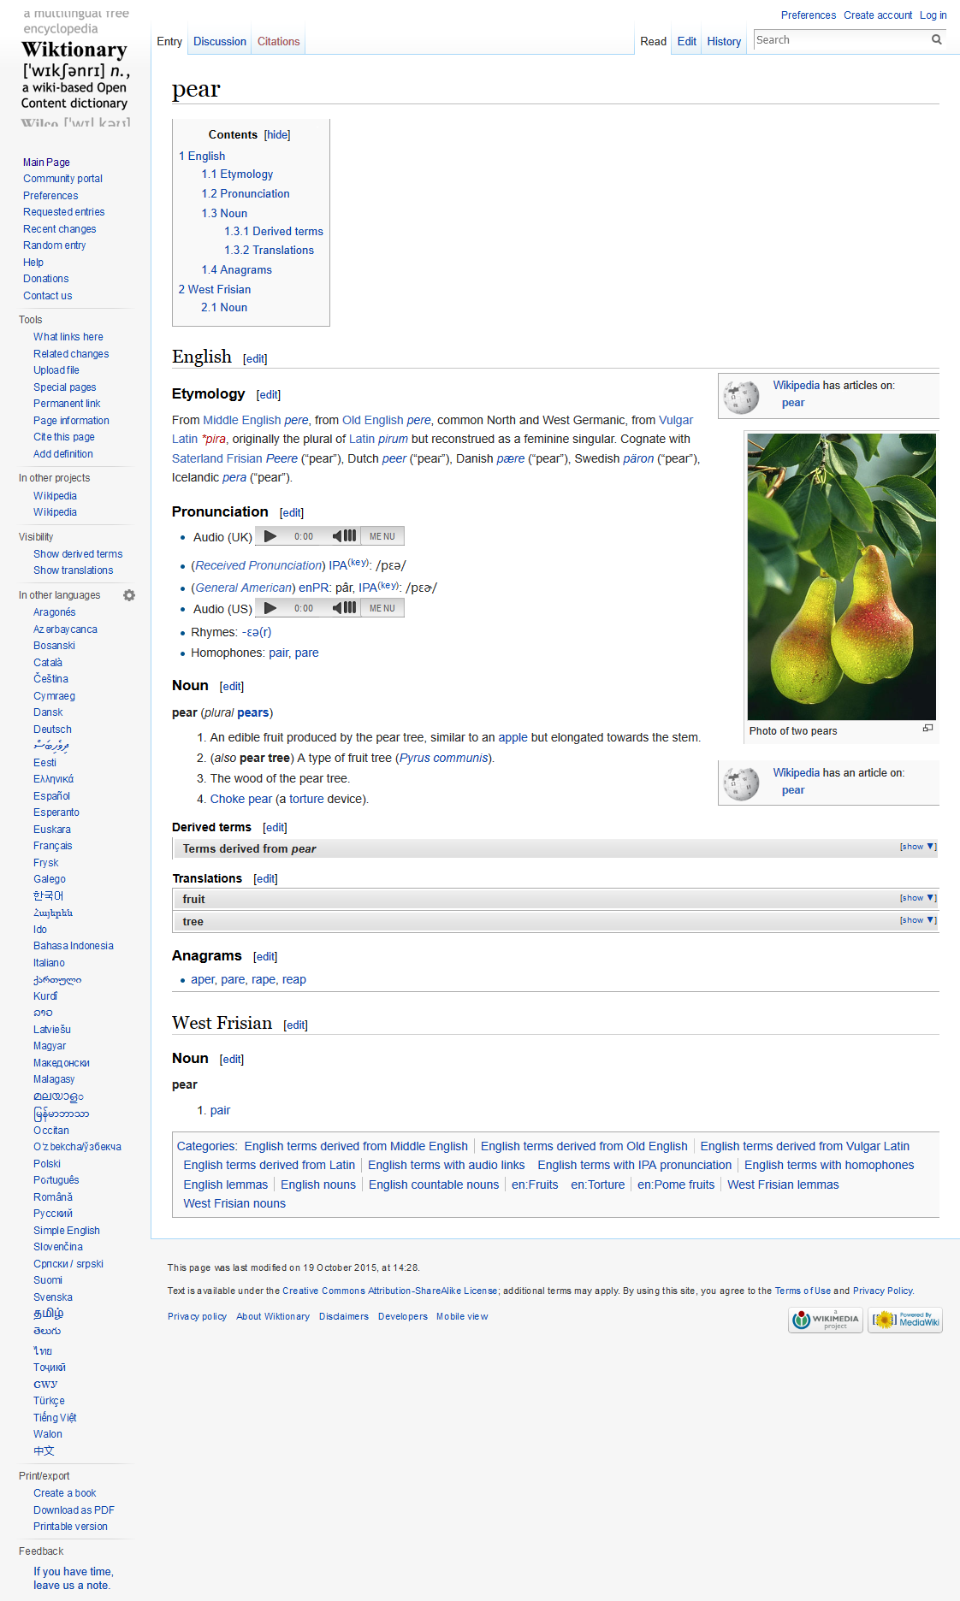 a multilingual free
encyclopedia
Wiktionary
['wɪkʃənrɪ] n.,
a wiki-based Open
Content dictionary
Preferences Create account Log in
Entry Discussion Citations Read Edit History Search
pear
Contents [hide]
1 English
1.1 Etymology
1.2 Pronunciation
1.3 Noun
1.3.1 Derived terms
1.3.2 Translations
1.4 Anagrams
2 West Frisian
2.1 Noun
English [edit]
Etymology [edit]
From Middle English pere, from Old English pere, common North and West Germanic, from Vulgar
Latin *pira, originally the plural of Latin pirum but reconstrued as a feminine singular. Cognate with
Saterland Frisian Peere (“pear”), Dutch peer (“pear”), Danish pære (“pear”), Swedish päron (“pear”),
Icelandic pera (“pear”).
Wikipedia has articles on:
pear
Photo of two pears
Wikipedia has an article on:
pear
Pronunciation [edit]
Audio (UK) 0:00 MENU
(Received Pronunciation) IPA(key): /pɛə/
(General American) enPR: pâr, IPA(key): /pɛɚ/
Audio (US) 0:00 MENU
Rhymes: -ɛə(r)
Homophones: pair, pare
Noun [edit]
pear (plural pears)
1. An edible fruit produced by the pear tree, similar to an apple but elongated towards the stem.
2. (also pear tree) A type of fruit tree (Pyrus communis).
3. The wood of the pear tree.
4. Choke pear (a torture device).
Derived terms [edit]
Terms derived from pear [show ▼]
Translations [edit]
fruit [show ▼]
tree [show ▼]
Anagrams [edit]
aper, pare, rape, reap
West Frisian [edit]
Noun [edit]
pear
1. pair
Categories: English terms derived from Middle English English terms derived from Old English English terms derived from Vulgar Latin
English terms derived from Latin English terms with audio links English terms with IPA pronunciation English terms with homophones
English lemmas English nouns English countable nouns en:Fruits en:Torture en:Pome fruits West Frisian lemmas
West Frisian nouns
Main Page
Community portal
Preferences
Requested entries
Recent changes
Random entry
Help
Donations
Contact us
Tools
What links here
Related changes
Upload file
Special pages
Permanent link
Page information
Cite this page
Add definition
In other projects
Wikipedia
Wikipedia
Visibility
Show derived terms
Show translations
In other languages
Aragonés
Azərbaycanca
Bosanski
Català
Čeština
Cymraeg
Dansk
Deutsch
ދިވެހިބަސް
Eesti
Ελληνικά
Español
Esperanto
Euskara
Français
Frysk
Galego
한국어
Հայերեն
Ido
Bahasa Indonesia
Italiano
ქართული
Kurdî
ລາວ
Latviešu
Magyar
Македонски
Malagasy
മലയാളം
မြန်မာဘာသာ
Occitan
Oʻzbekcha/ўзбекча
Polski
Português
Română
Русский
Simple English
Slovenčina
Српски / srpski
Suomi
Svenska
தமிழ்
తెలుగు
ไทย
Тоҷикӣ
ᏣᎳᎩ
Türkçe
Tiếng Việt
Walon
中文
Print/export
Create a book
Download as PDF
Printable version
Feedback
If you have time,
leave us a note.
This page was last modified on 19 October 2015, at 14:28.
Text is available under the Creative Commons Attribution-ShareAlike License; additional terms may apply. By using this site, you agree to the Terms of Use and Privacy Policy.
Privacy policy About Wiktionary Disclaimers Developers Mobile view
a
WIKIMEDIA
project
Powered By
MediaWiki